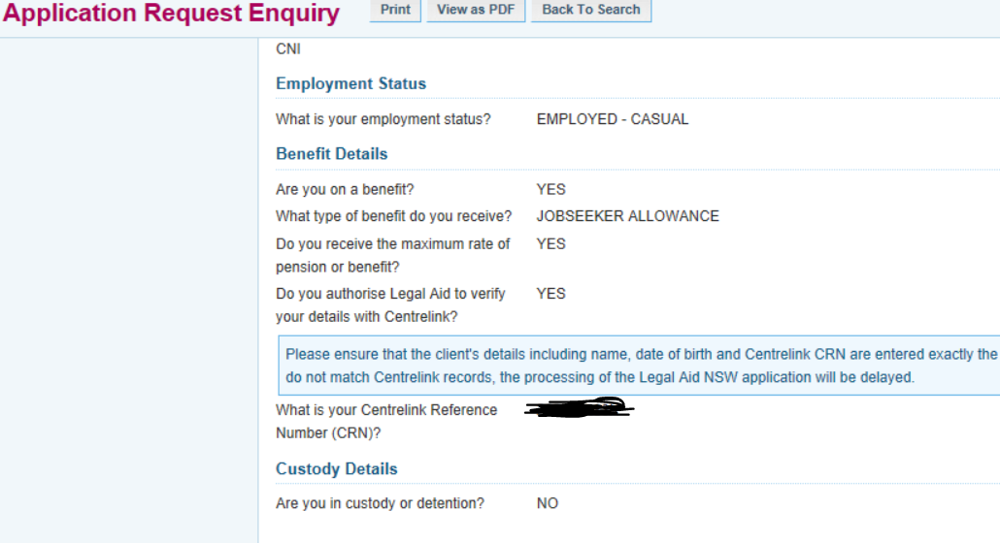 Application Request Enquiry Print View as PDF Back To Search
CNI
Employment Status
What is your employment status? EMPLOYED - CASUAL
Benefit Details
Are you on a benefit? YES
What type of benefit do you receive? JOBSEEKER ALLOWANCE
Do you receive the maximum rate of YES
pension or benefit?
Do you authorise Legal Aid to verify YES
your details with Centrelink?
Please ensure that the client's details including name, date of birth and Centrelink CRN are entered exactly the
do not match Centrelink records, the processing of the Legal Aid NSW application will be delayed.
What is your Centrelink Reference
Number (CRN)?
Custody Details
Are you in custody or detention? NO